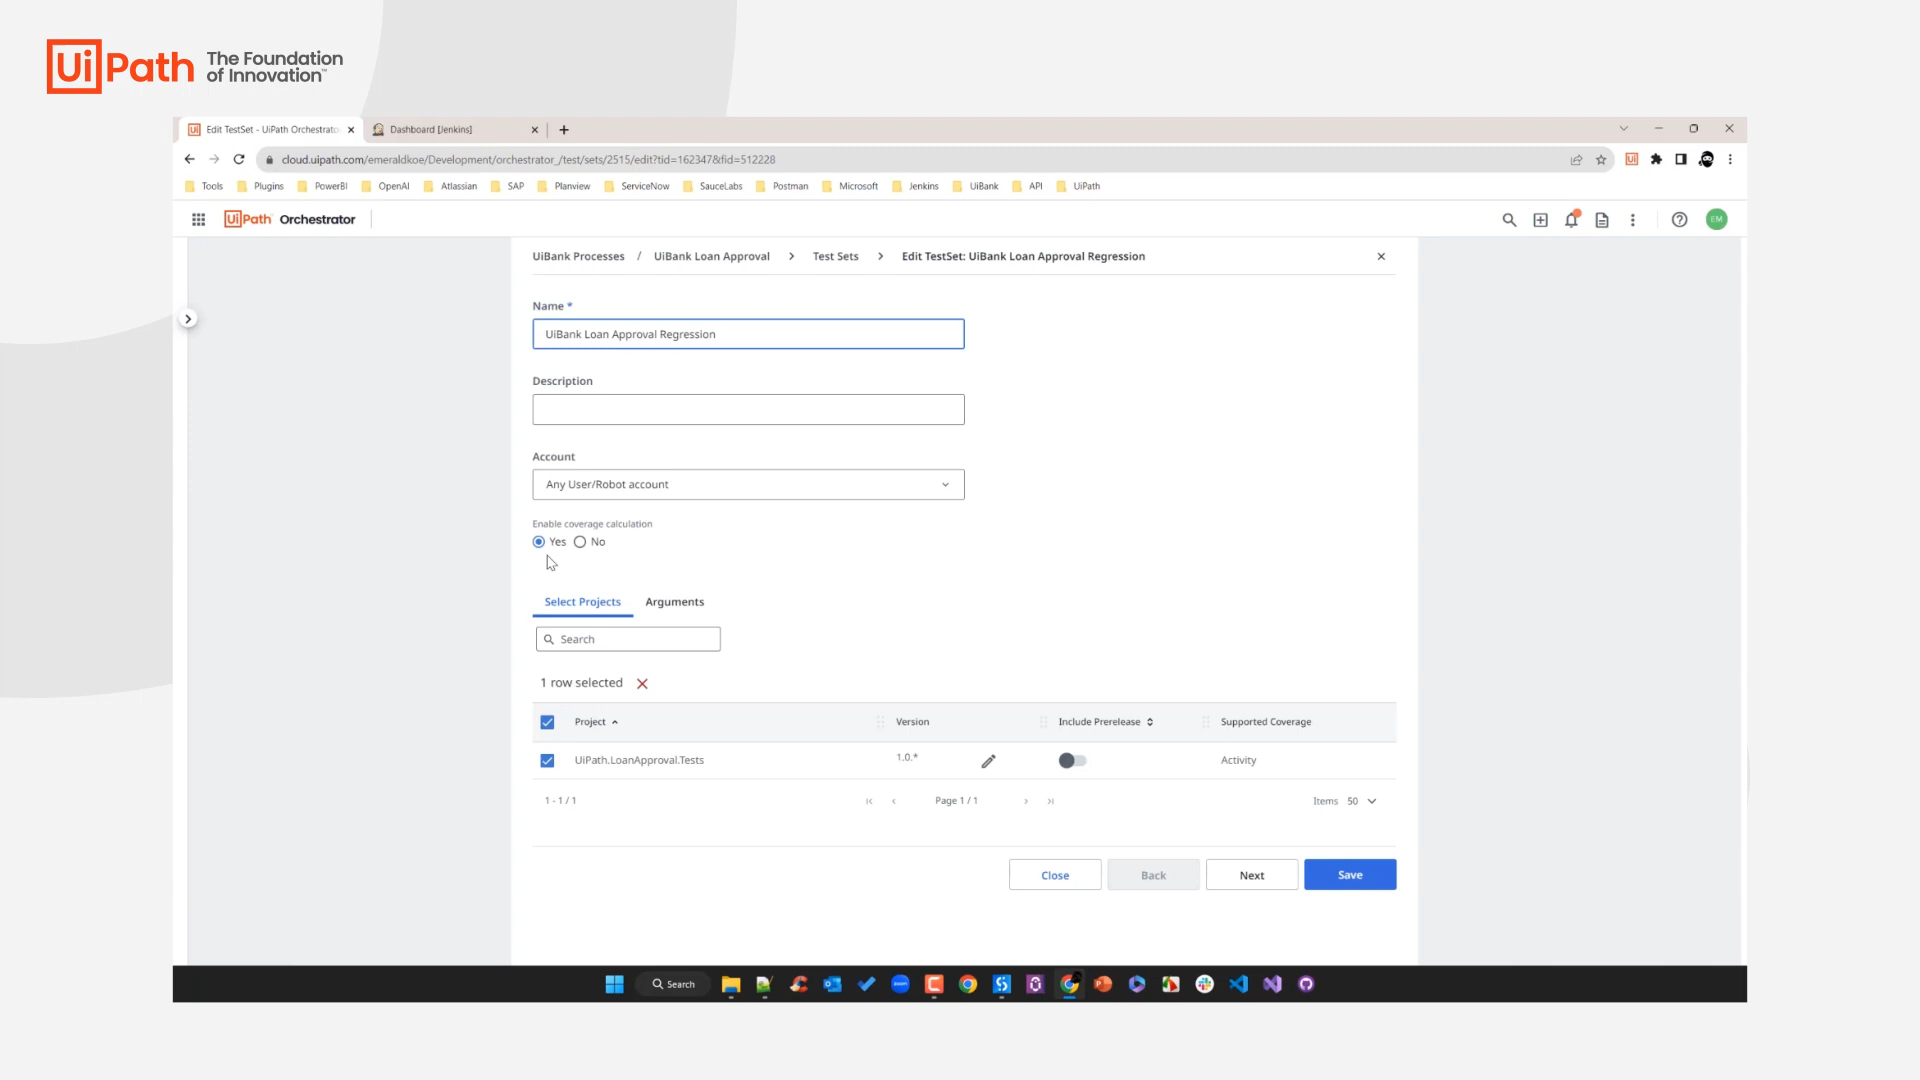 UiPath The Foundation of Innovation™
Edit TestSet - UiPath Orchestrato
Dashboard [Jenkins]
cloud.uipath.com/emeraldkoe/Development/orchestrator_/test/sets/2515/edit?tid=162347&fid=512228
Tools Plugins PowerBI OpenAI Atlassian SAP Planview ServiceNow SauceLabs Postman Microsoft Jenkins UiBank API UiPath
UiPath Orchestrator
EM
UiBank Processes / UiBank Loan Approval > Test Sets > Edit TestSet: UiBank Loan Approval Regression
Name *
UiBank Loan Approval Regression
Description
Account
Any User/Robot account
Enable coverage calculation
Yes No
Select Projects Arguments
Search
1 row selected
Project Version Include Prerelease Supported Coverage
UiPath.LoanApproval.Tests 1.0.* Activity
1 - 1 / 1 Page 1 / 1 Items 50
Close Back Next Save
Search